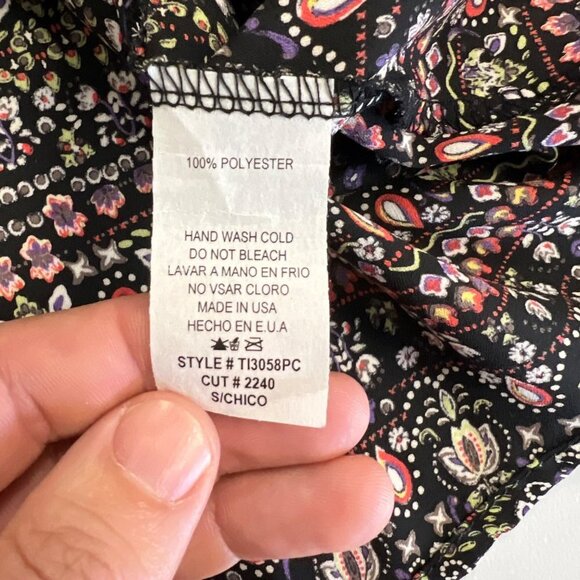 100% POLYESTER
HAND WASH COLD
DO NOT BLEACH
LAVAR A MANO EN FRIO
NO VSAR CLORO
MADE IN USA
HECHO EN E.U.A
STYLE # TI3058PC
CUT # 2240
S/CHICO